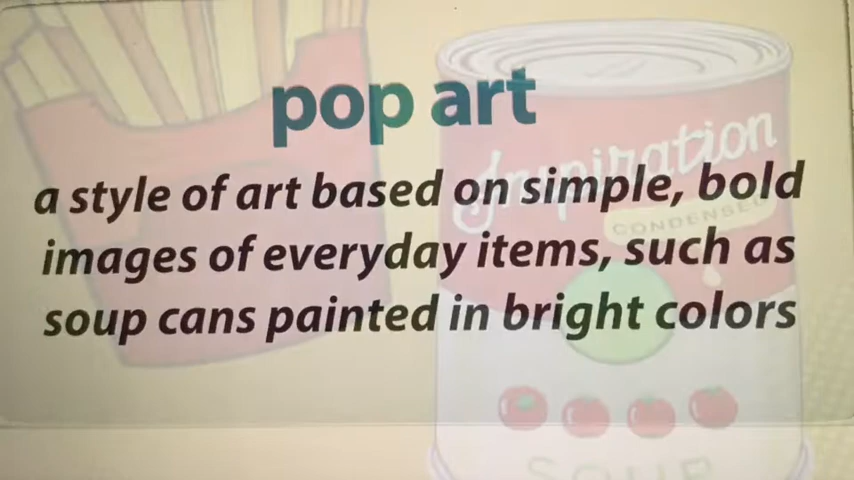 pop art
Inspiration
a style of art based on simple, bold
CONDENSED
images of everyday items, such as
soup cans painted in bright colors
SOUP